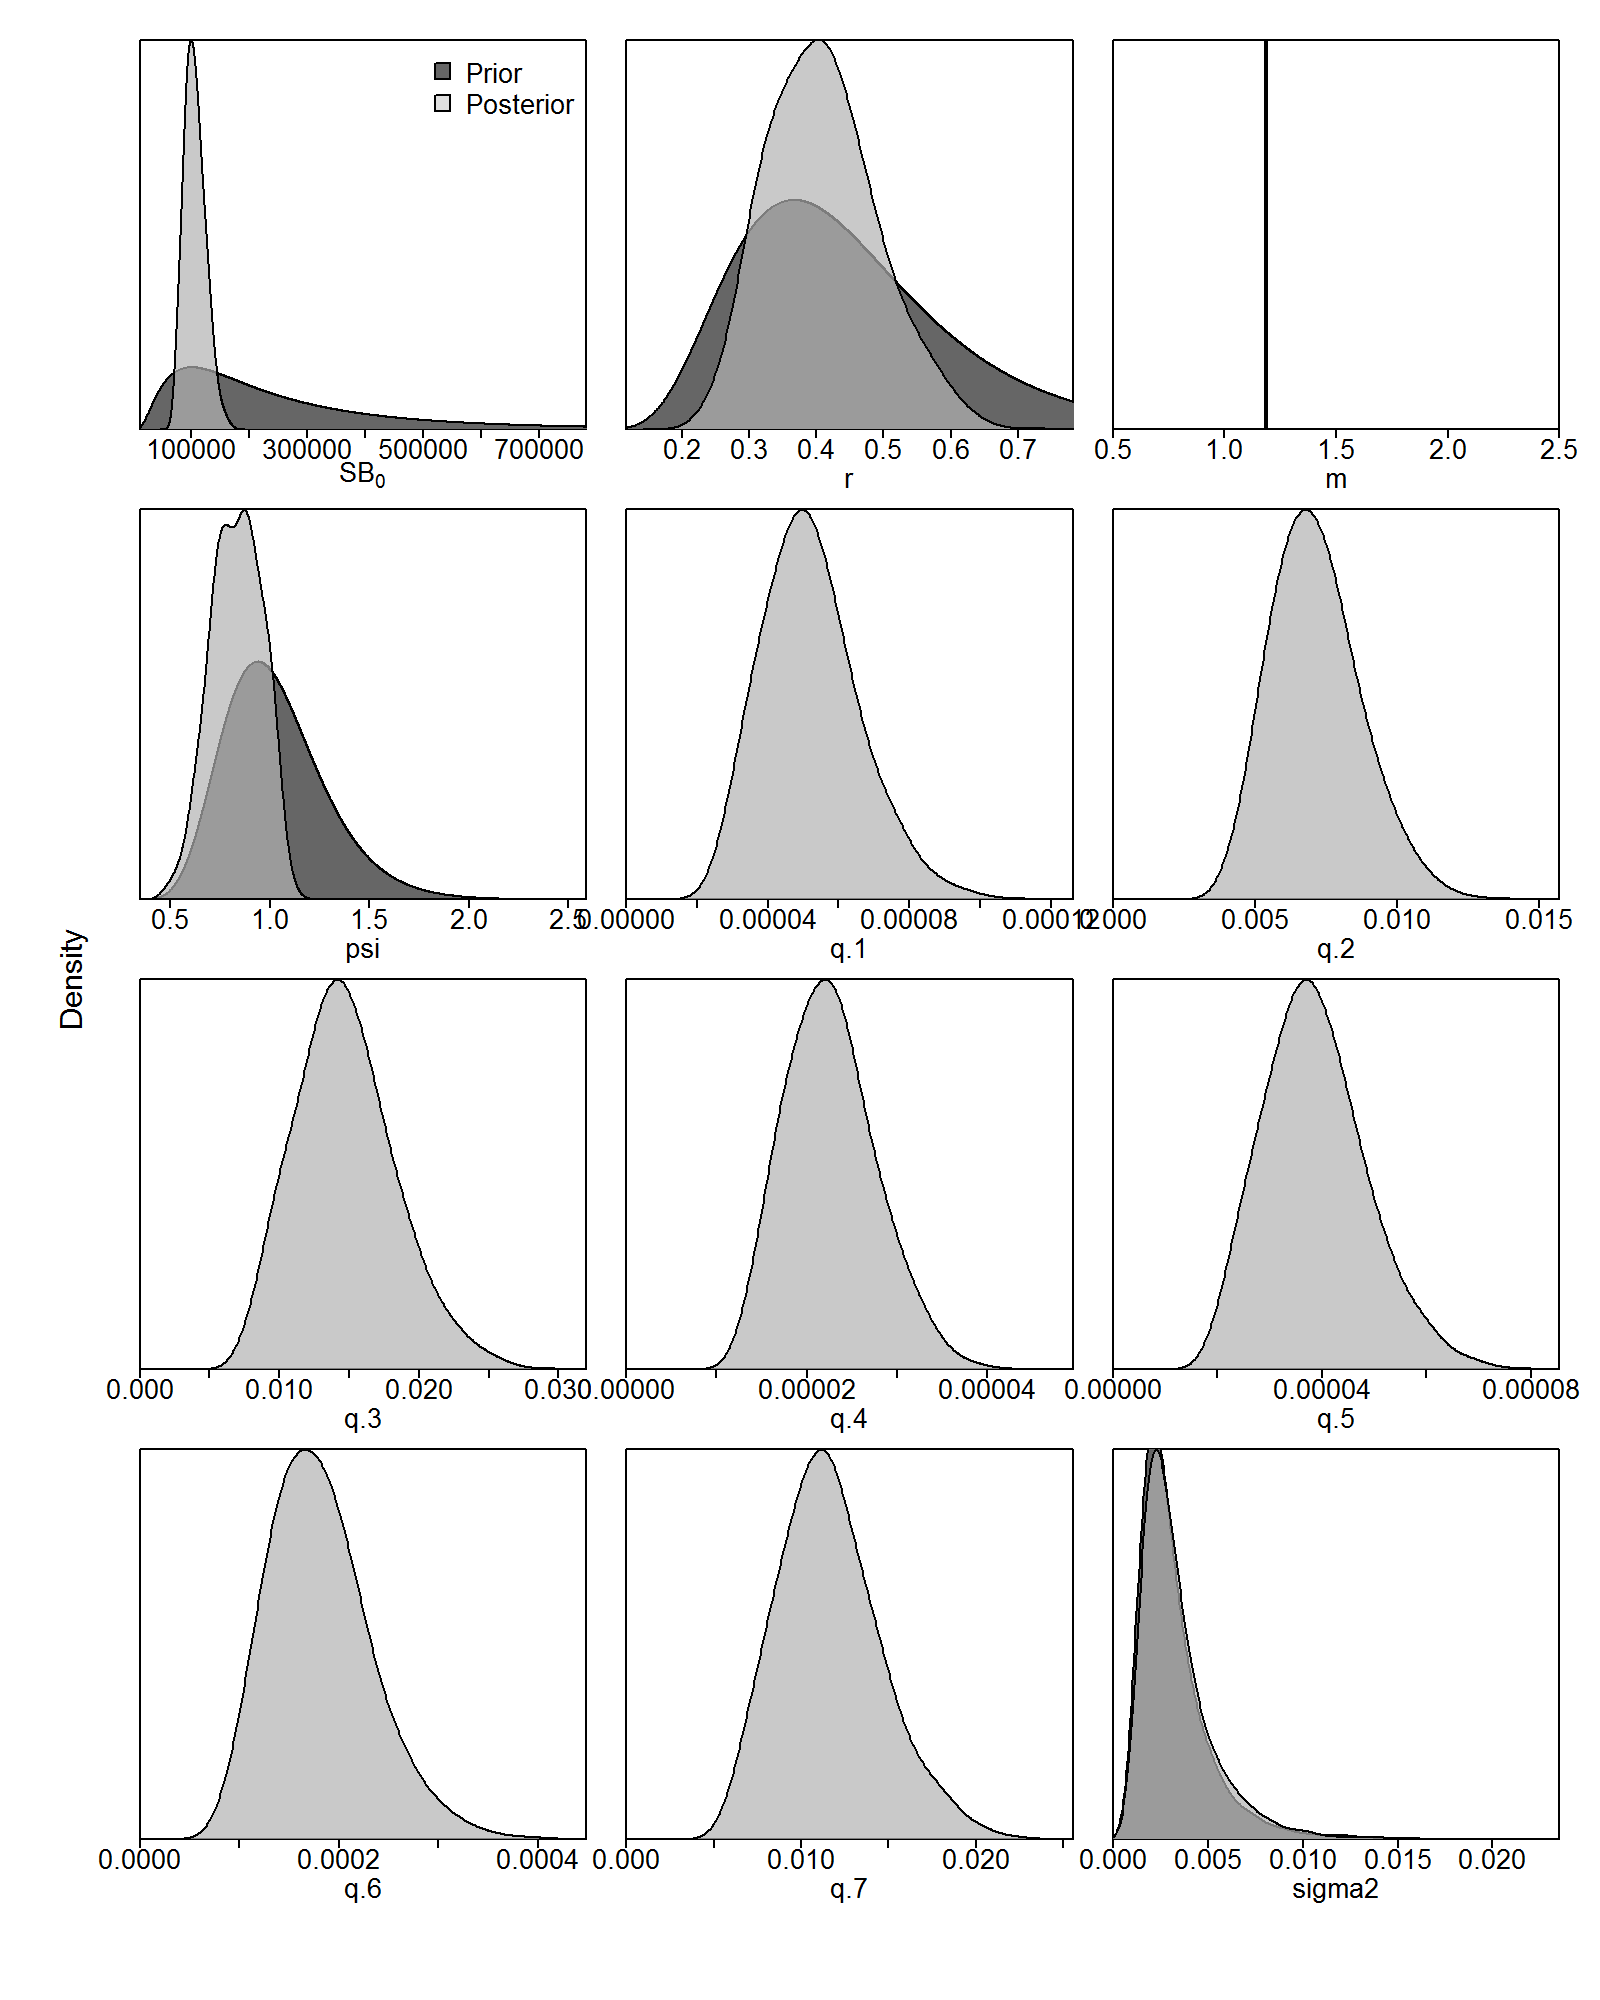 Prior
Posterior
100000 300000 500000 700000
SB0
0.2 0.3 0.4 0.5 0.6 0.7
r
0.5 1.0 1.5 2.0 2.5
m
0.5 1.0 1.5 2.0 2.5
psi
0.00000 0.00004 0.00008 0.00012
q.1
0.000 0.005 0.010 0.015
q.2
Density
0.000 0.010 0.020 0.030
q.3
0.00000 0.00002 0.00004
q.4
0.00000 0.00004 0.00008
q.5
0.0000 0.0002 0.0004
q.6
0.000 0.010 0.020
q.7
0.000 0.005 0.010 0.015 0.020
sigma2